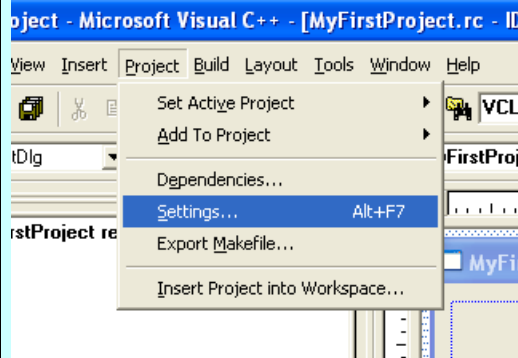 oject - Microsoft Visual C++ - [MyFirstProject.rc - ID
View Insert Project Build Layout Tools Window Help
Set Active Project
VCL
Add To Project
tDlg
FirstProj
Dependencies...
Settings... Alt+F7
rstProject re
Export Makefile...
MyFi
Insert Project into Workspace...